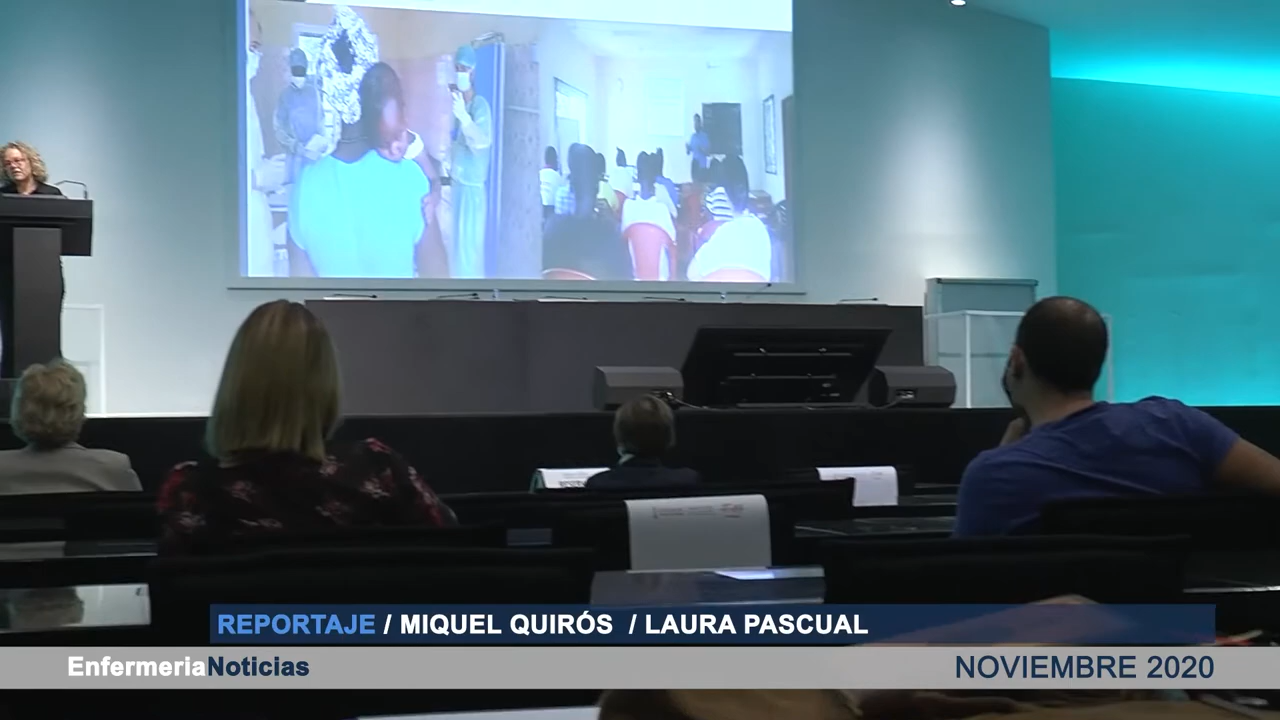 REPORTAJE / MIQUEL QUIRÓS / LAURA PASCUAL
EnfermeriaNoticias
NOVIEMBRE 2020